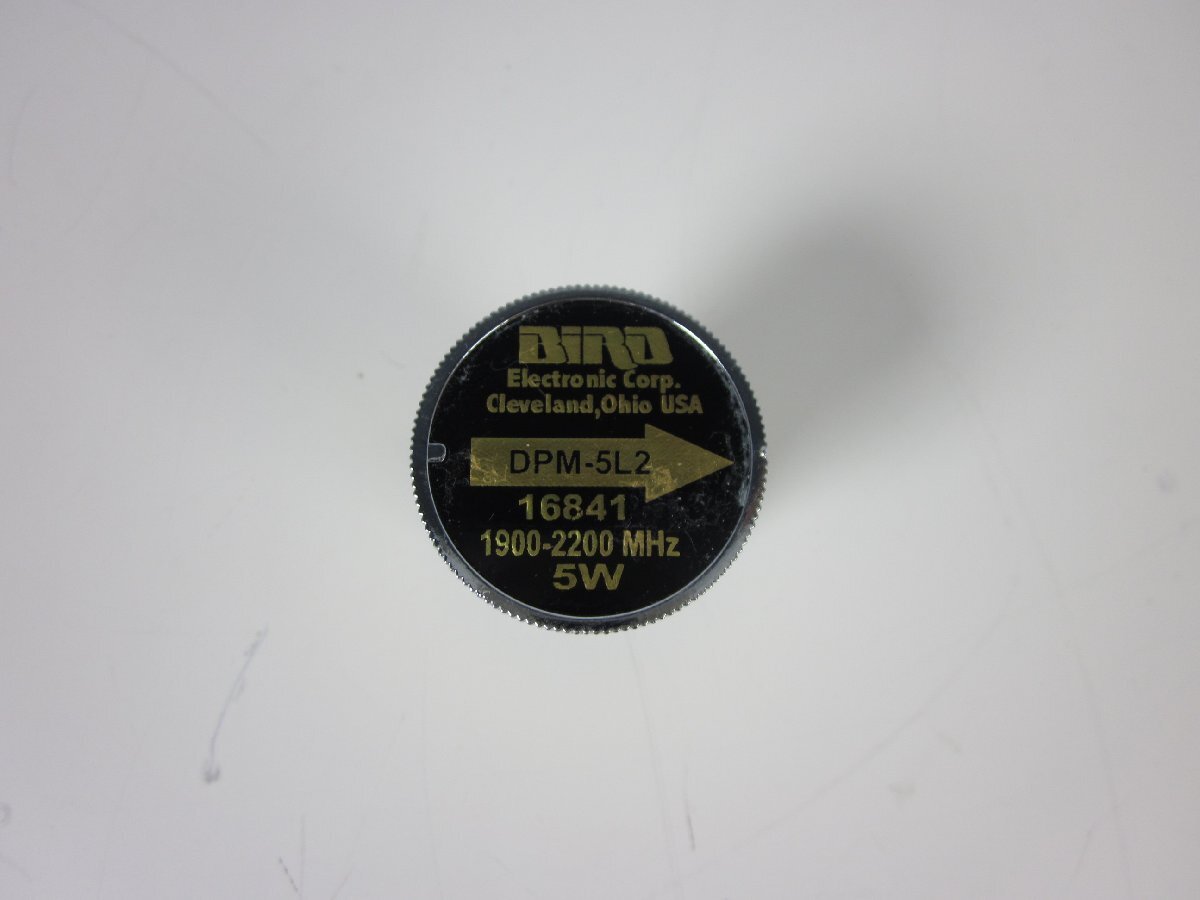 BIRD
Electronic Corp.
Cleveland,Ohio USA
DPM-5L2
16841
1900-2200 MHz
5W